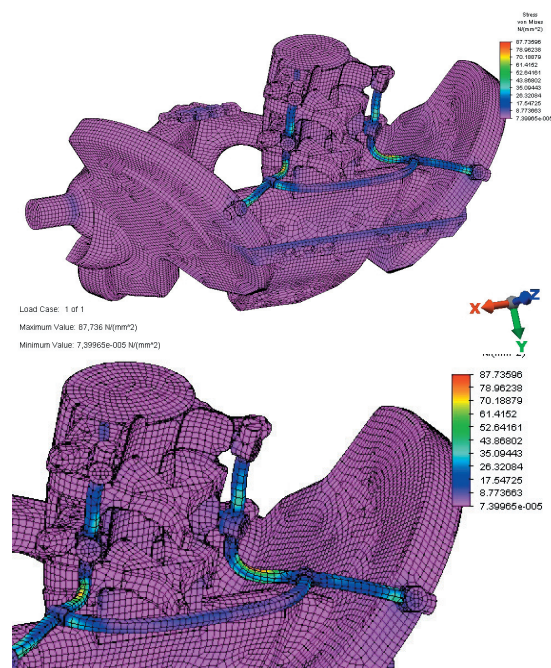 Stress
von Mises
N/(mm^2)
87.73596
78.96238
70.18879
61.4152
52.64161
43.86802
35.09443
26.32084
17.54725
8.773663
7.39965e-005
Load Case: 1 of 1
Maximum Value: 87,736 N/(mm^2)
Minimum Value: 7,39965e-005 N/(mm^2)
X
Z
Y
87.73596
78.96238
70.18879
61.4152
52.64161
43.86802
35.09443
26.32084
17.54725
8.773663
7.39965e-005